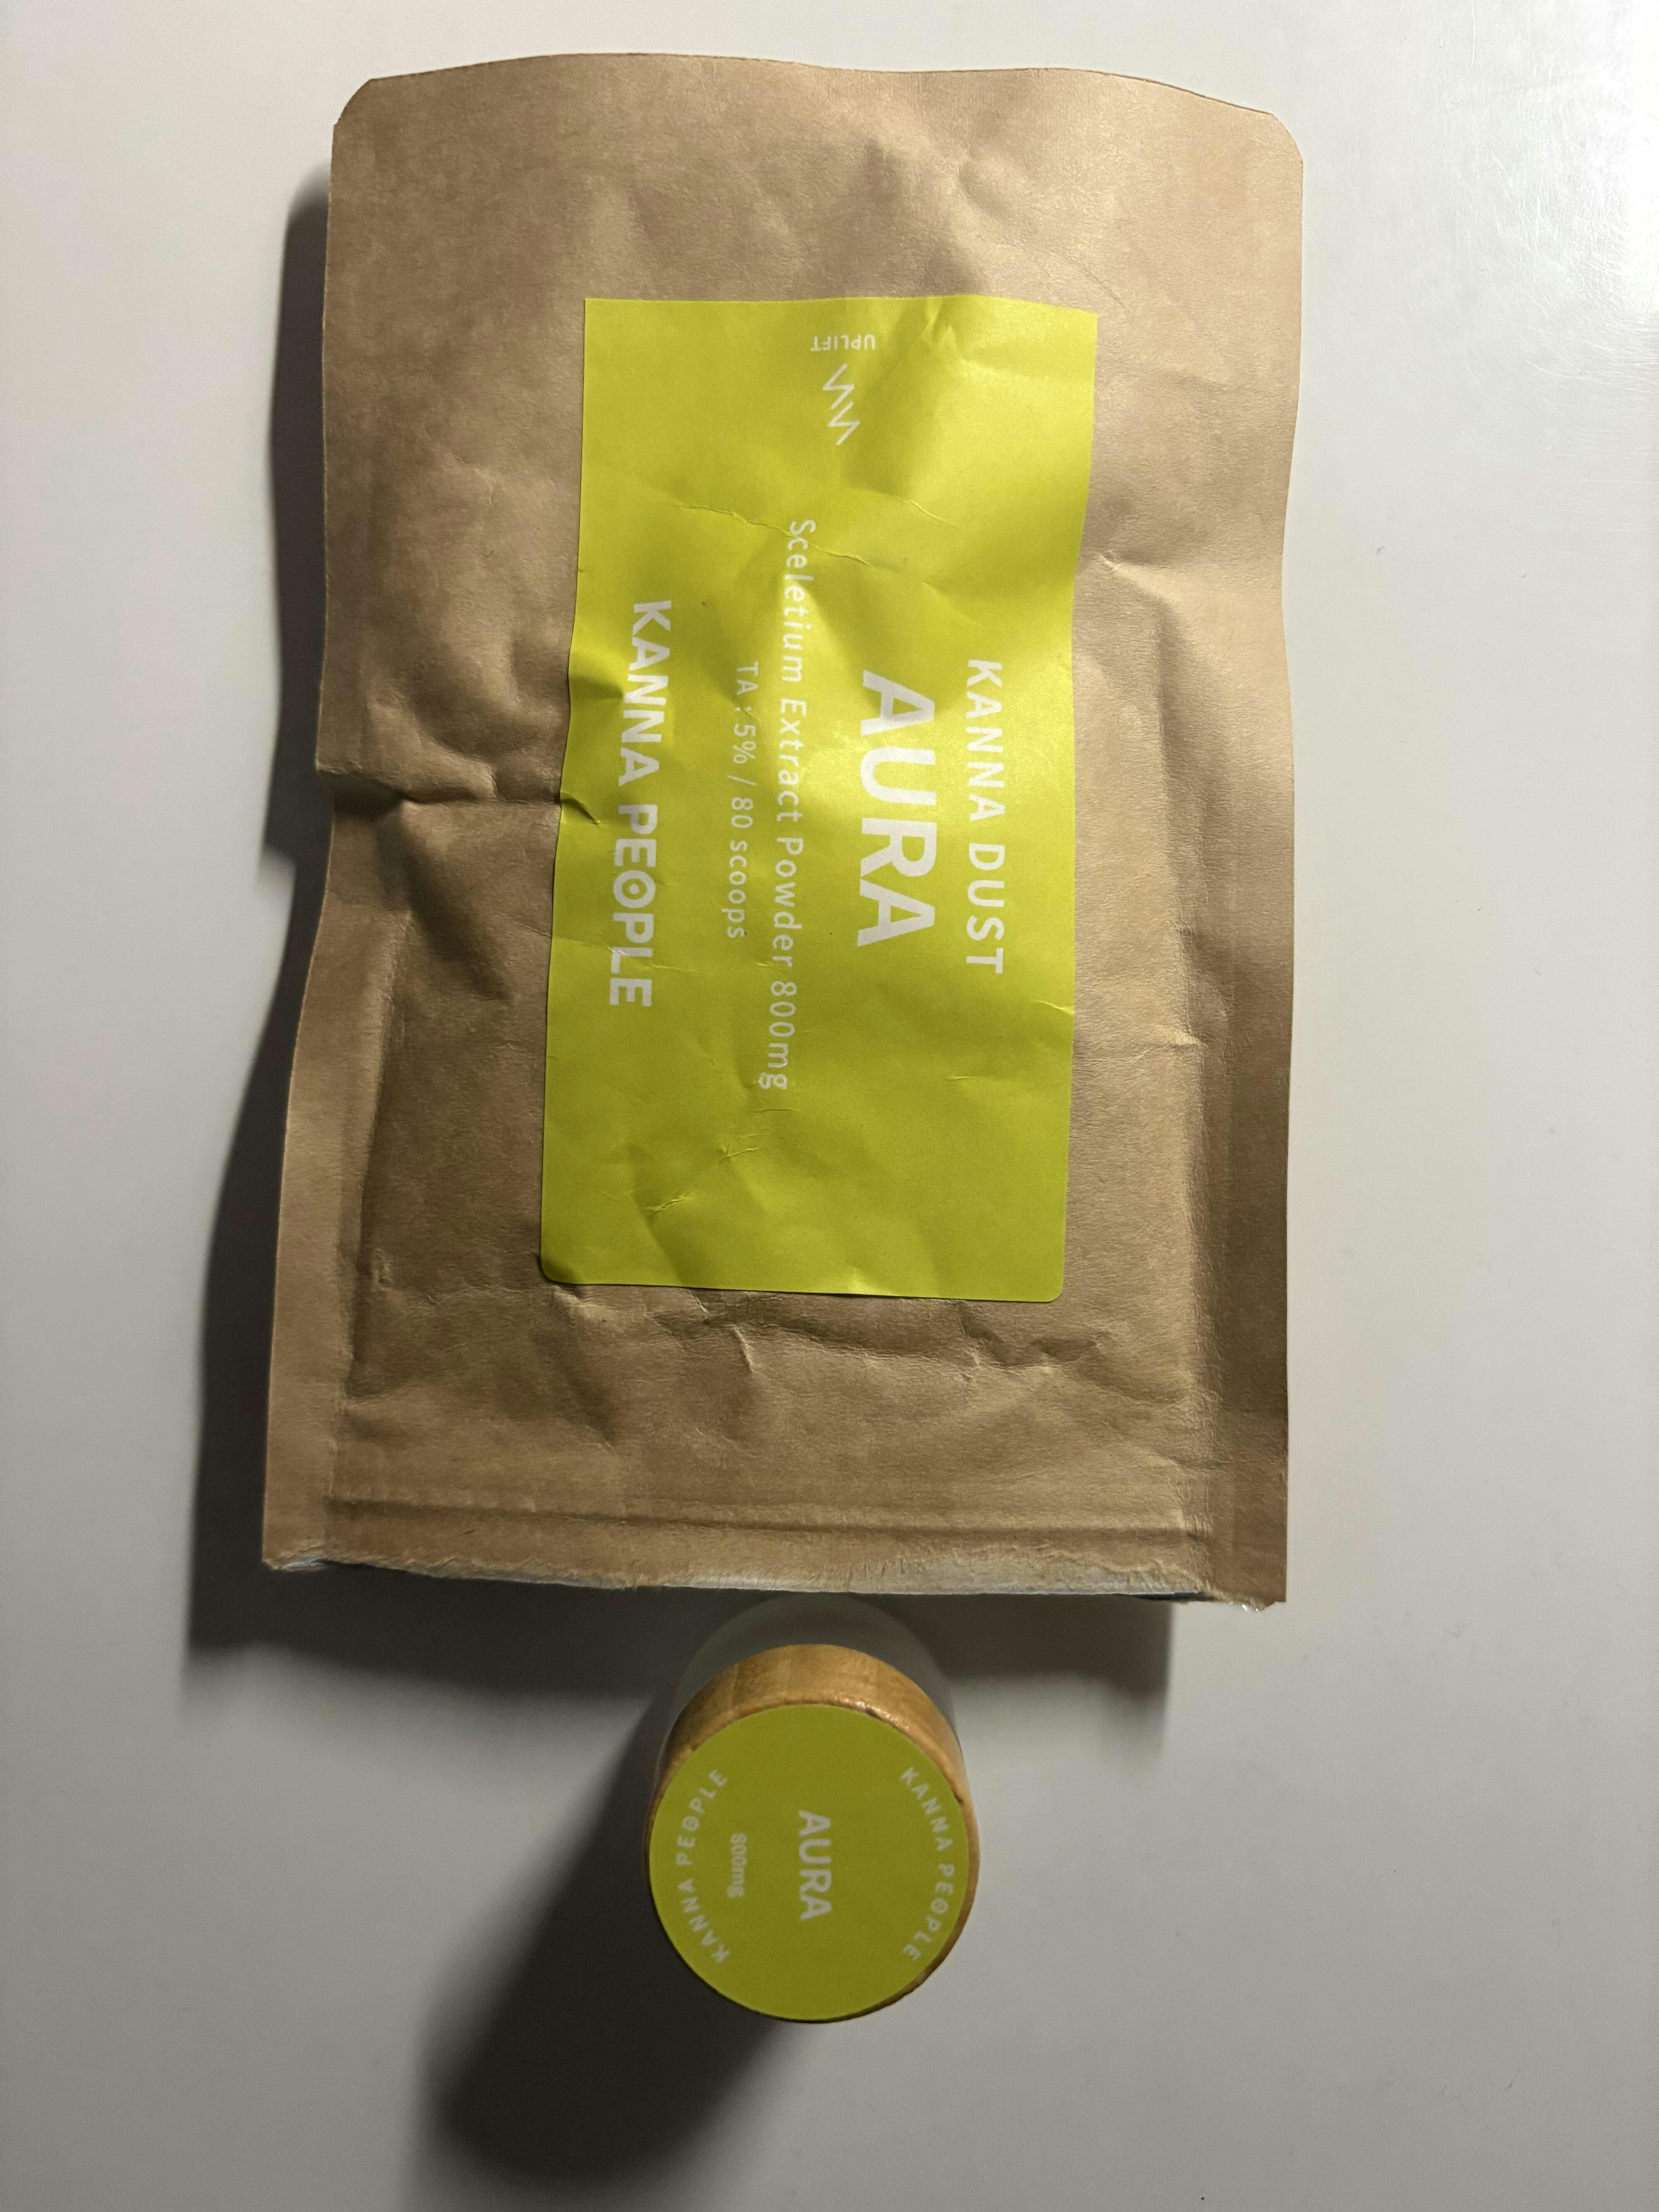 KANNA DUST
AURA
Sceletium Extract Powder 800mg
TA : 5% / 80 scoops
KANNA PEOPLE
UPLIFT
KANNA PEOPLE
AURA
800mg
KANNA PEOPLE